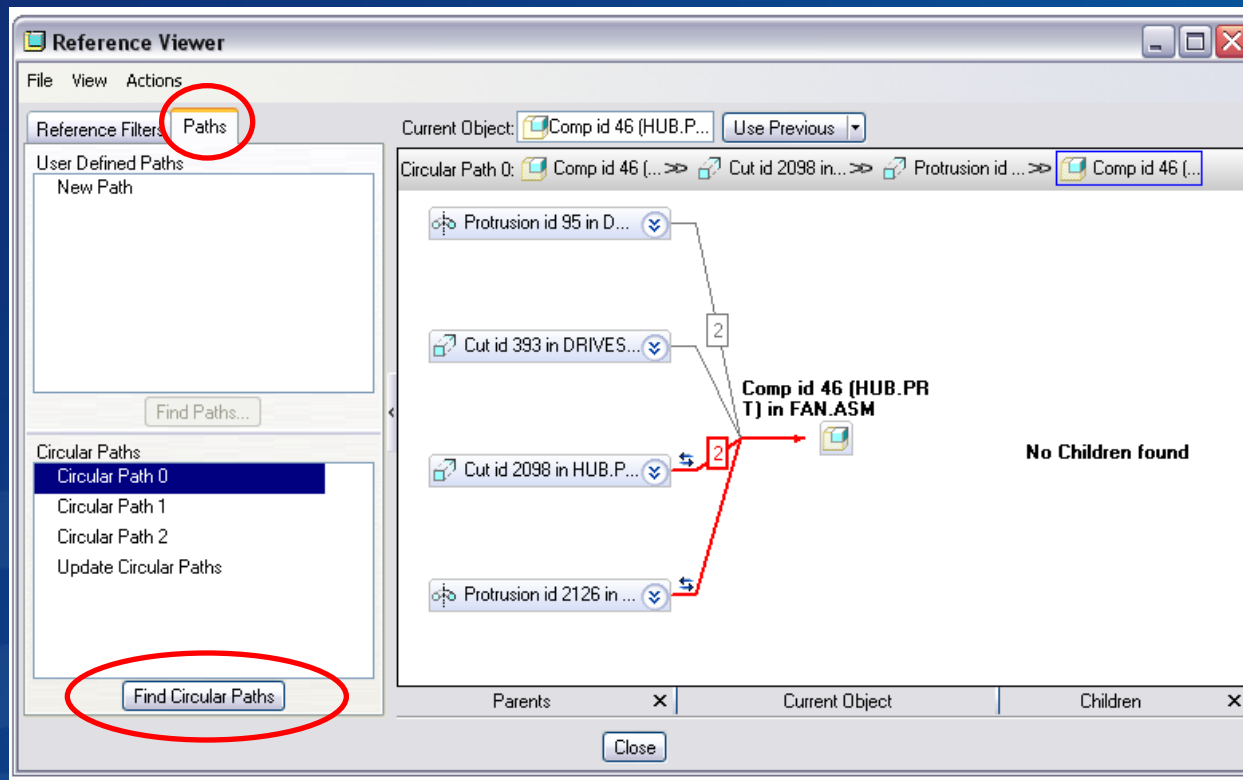 Reference Viewer
File View Actions
Reference Filters Paths
Current Object: Comp id 46 (HUB.P... Use Previous
User Defined Paths
New Path
Find Paths...
Circular Paths
Circular Path 0
Circular Path 1
Circular Path 2
Update Circular Paths
Find Circular Paths
Circular Path 0: Comp id 46 (... >> Cut id 2098 in... >> Protrusion id ... >> Comp id 46 (...
Protrusion id 95 in D...
2
Cut id 393 in DRIVES...
Comp id 46 (HUB.PR
T) in FAN.ASM
2
Cut id 2098 in HUB.P...
No Children found
Protrusion id 2126 in ...
Parents X Current Object Children X
Close